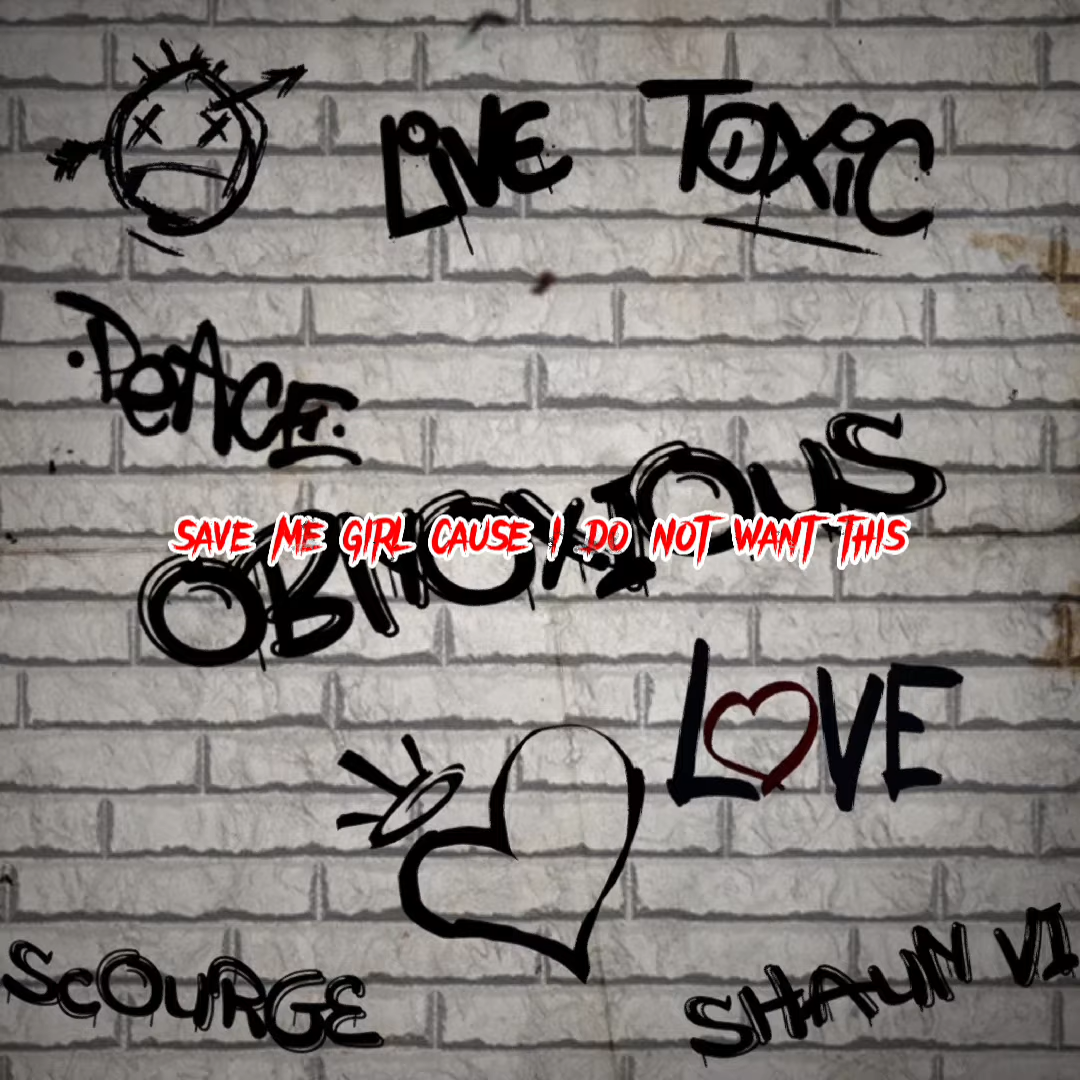 LiVE TOXiC
PeACE.
OBNOXIOUS
SAVE ME GIRL CAUSE I DO NOT WANT THIS
LOVE
SCOURGE
SHAUN VI